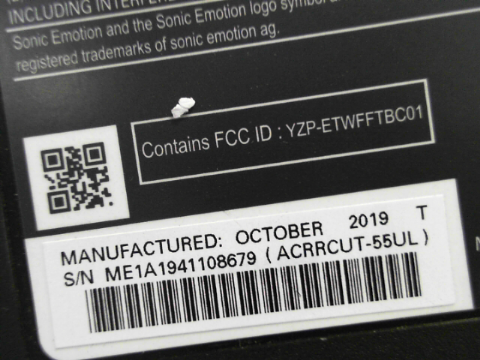 INCLUDING INTERFER
Sonic Emotion and the Sonic Emotion logo symbol
registered trademarks of sonic emotion ag.
Contains FCC ID : YZP-ETWFFTBC01
MANUFACTURED: OCTOBER 2019 T
S/N ME1A1941108679 (ACRRCUT-55UL)